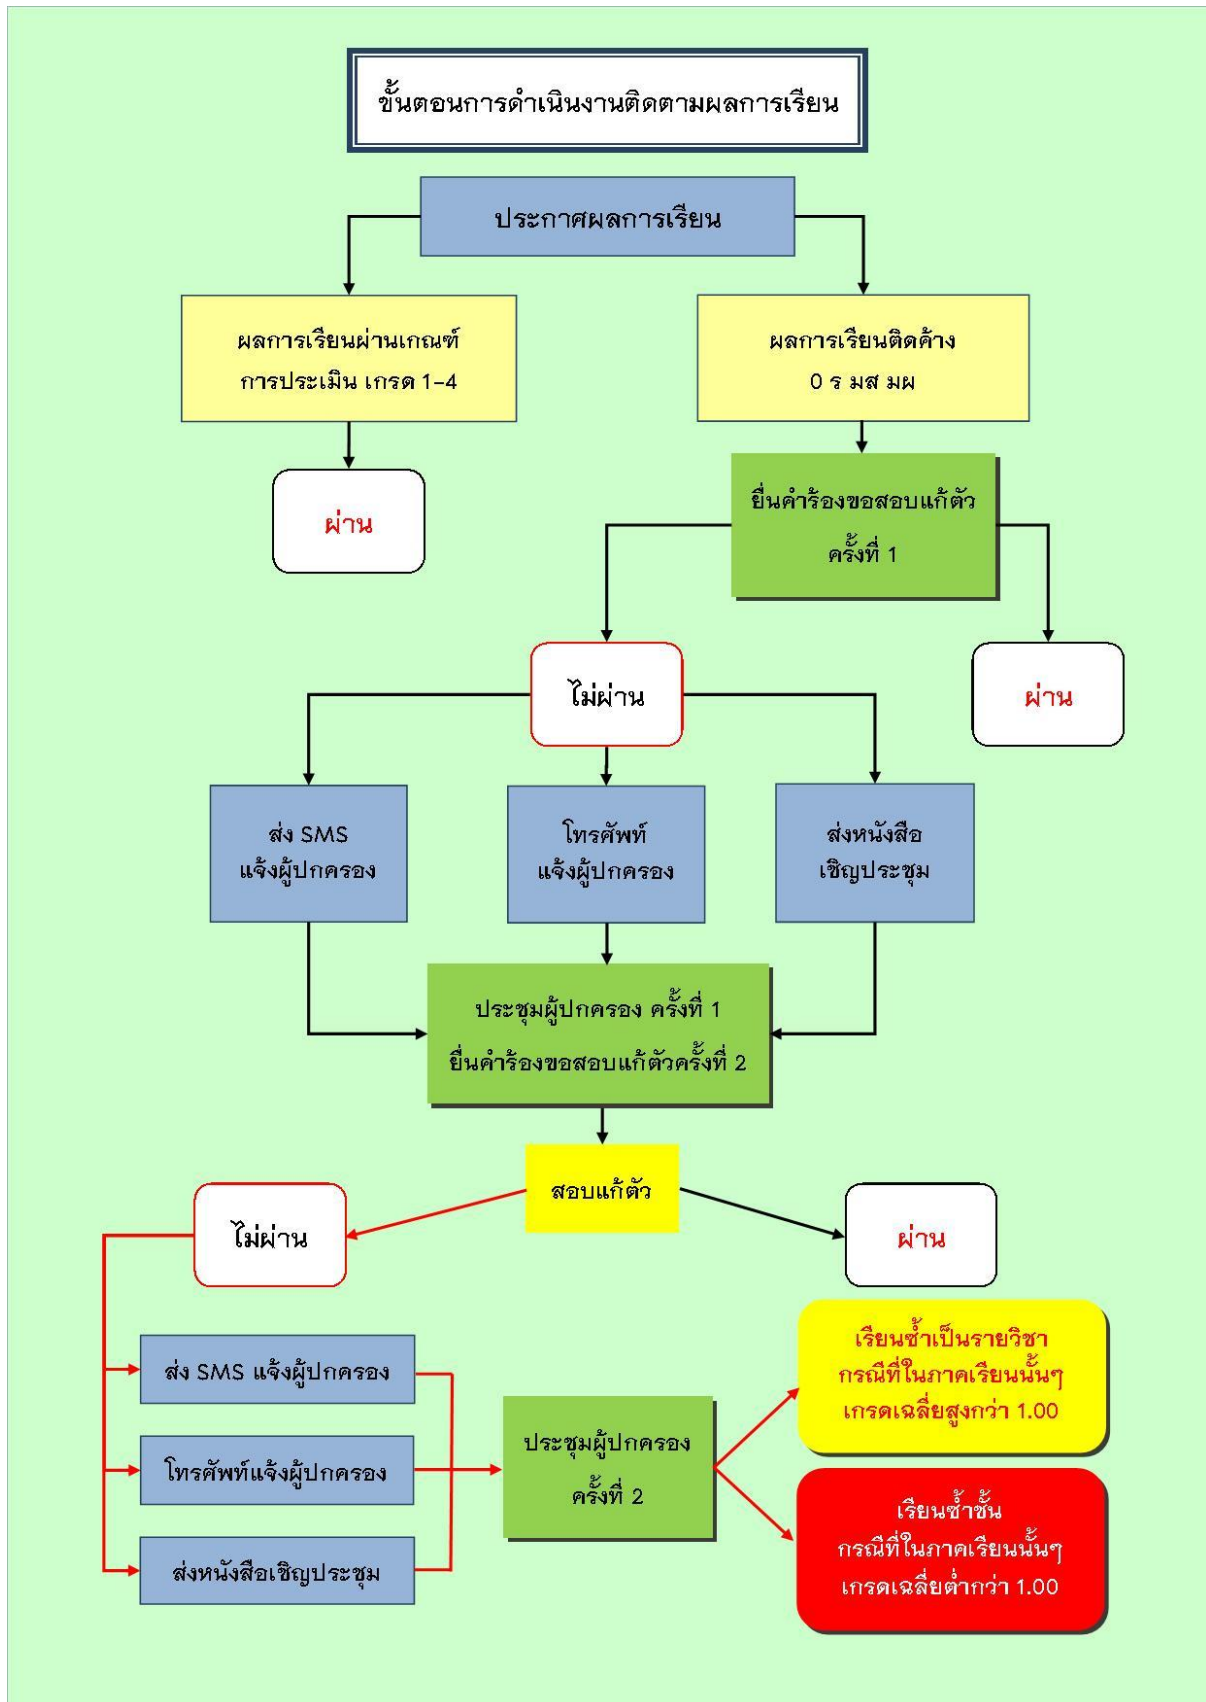 ขั้นตอนการดำเนินงานติดตามผลการเรียน
ประกาศผลการเรียน
ผลการเรียนผ่านเกณฑ์
การประเมิน เกรด 1-4
ผลการเรียนติดค้าง
0 ร มส มผ
ผ่าน
ยื่นคำร้องขอสอบแก้ตัว
ครั้งที่ 1
ไม่ผ่าน
ผ่าน
ส่ง SMS
แจ้งผู้ปกครอง
โทรศัพท์
แจ้งผู้ปกครอง
ส่งหนังสือ
เชิญประชุม
ประชุมผู้ปกครอง ครั้งที่ 1
ยื่นคำร้องขอสอบแก้ตัวครั้งที่ 2
สอบแก้ตัว
ไม่ผ่าน
ผ่าน
ส่ง SMS แจ้งผู้ปกครอง
โทรศัพท์แจ้งผู้ปกครอง
ส่งหนังสือเชิญประชุม
ประชุมผู้ปกครอง
ครั้งที่ 2
เรียนซ้ำเป็นรายวิชา
กรณีที่ในภาคเรียนนั้นๆ
เกรดเฉลี่ยสูงกว่า 1.00
เรียนซ้ำชั้น
กรณีที่ในภาคเรียนนั้นๆ
เกรดเฉลี่ยต่ำกว่า 1.00